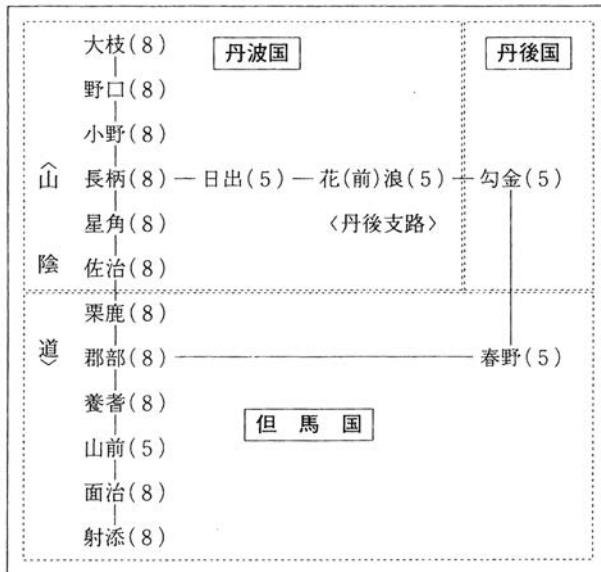 大枝(8) 丹波国 丹後国
野口(8)
小野(8)
〈山 長柄(8) 日出(5) 花(前)浪(5) 勾金(5)
星角(8) 〈丹後支路〉
陰 佐治(8)
粟鹿(8)
道〉 郡部(8) 春野(5)
養耆(8)
但馬国
山前(5)
面治(8)
射添(8)